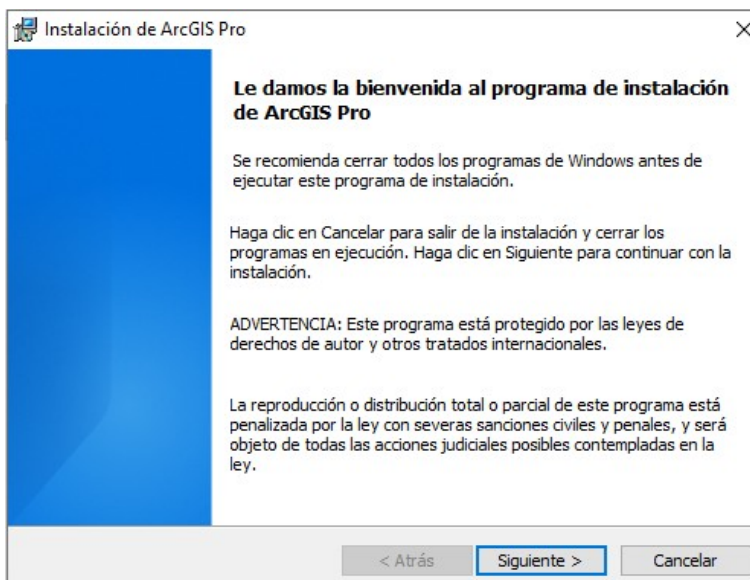 Instalación de ArcGIS Pro
Le damos la bienvenida al programa de instalación
de ArcGIS Pro
Se recomienda cerrar todos los programas de Windows antes de
ejecutar este programa de instalación.
Haga clic en Cancelar para salir de la instalación y cerrar los
programas en ejecución. Haga clic en Siguiente para continuar con la
instalación.
ADVERTENCIA: Este programa está protegido por las leyes de
derechos de autor y otros tratados internacionales.
La reproducción o distribución total o parcial de este programa está
penalizada por la ley con severas sanciones civiles y penales, y será
objeto de todas las acciones judiciales posibles contempladas en la
ley.
< Atrás Siguiente > Cancelar